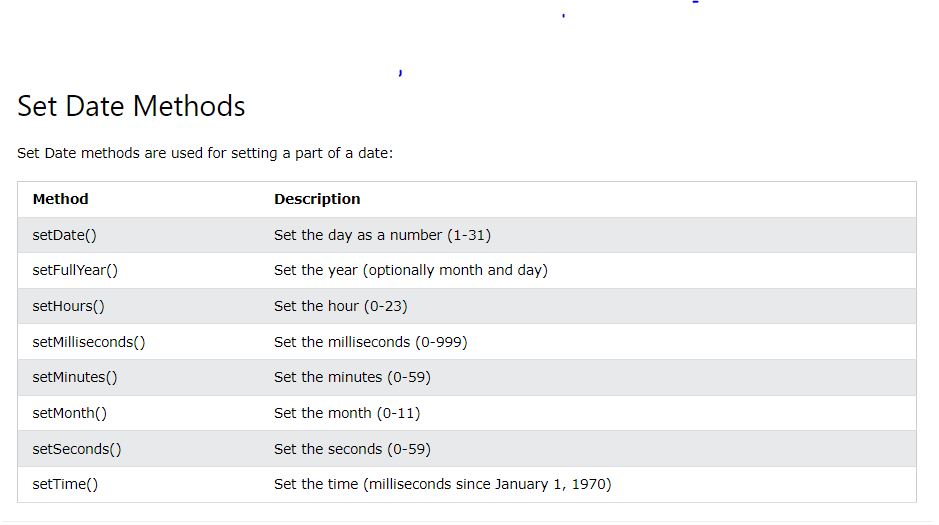 Set Date Methods
Set Date methods are used for setting a part of a date:
Method Description
setDate() Set the day as a number (1-31)
setFullYear() Set the year (optionally month and day)
setHours() Set the hour (0-23)
setMilliseconds() Set the milliseconds (0-999)
setMinutes() Set the minutes (0-59)
setMonth() Set the month (0-11)
setSeconds() Set the seconds (0-59)
setTime() Set the time (milliseconds since January 1, 1970)